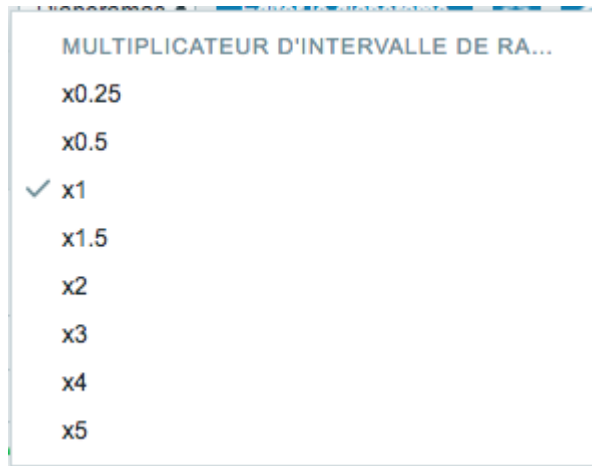 MULTIPLICATEUR D'INTERVALLE DE RA...
x0.25
x0.5
x1
x1.5
x2
x3
x4
x5